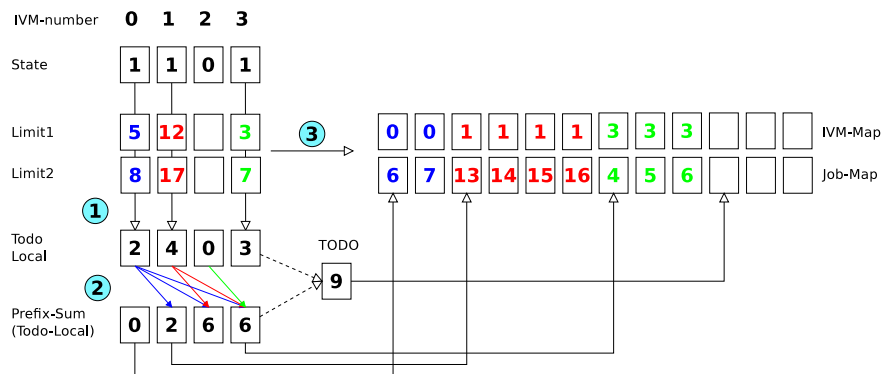 IVM-number 0 1 2 3
State 1 1 0 1
Limit1 5 12 3 3 0 0 1 1 1 1 3 3 3 IVM-Map
Limit2 8 17 7 6 7 13 14 15 16 4 5 6 Job-Map
1
Todo
Local 2 4 0 3
TODO
9
2
Prefix-Sum
(Todo-Local) 0 2 6 6